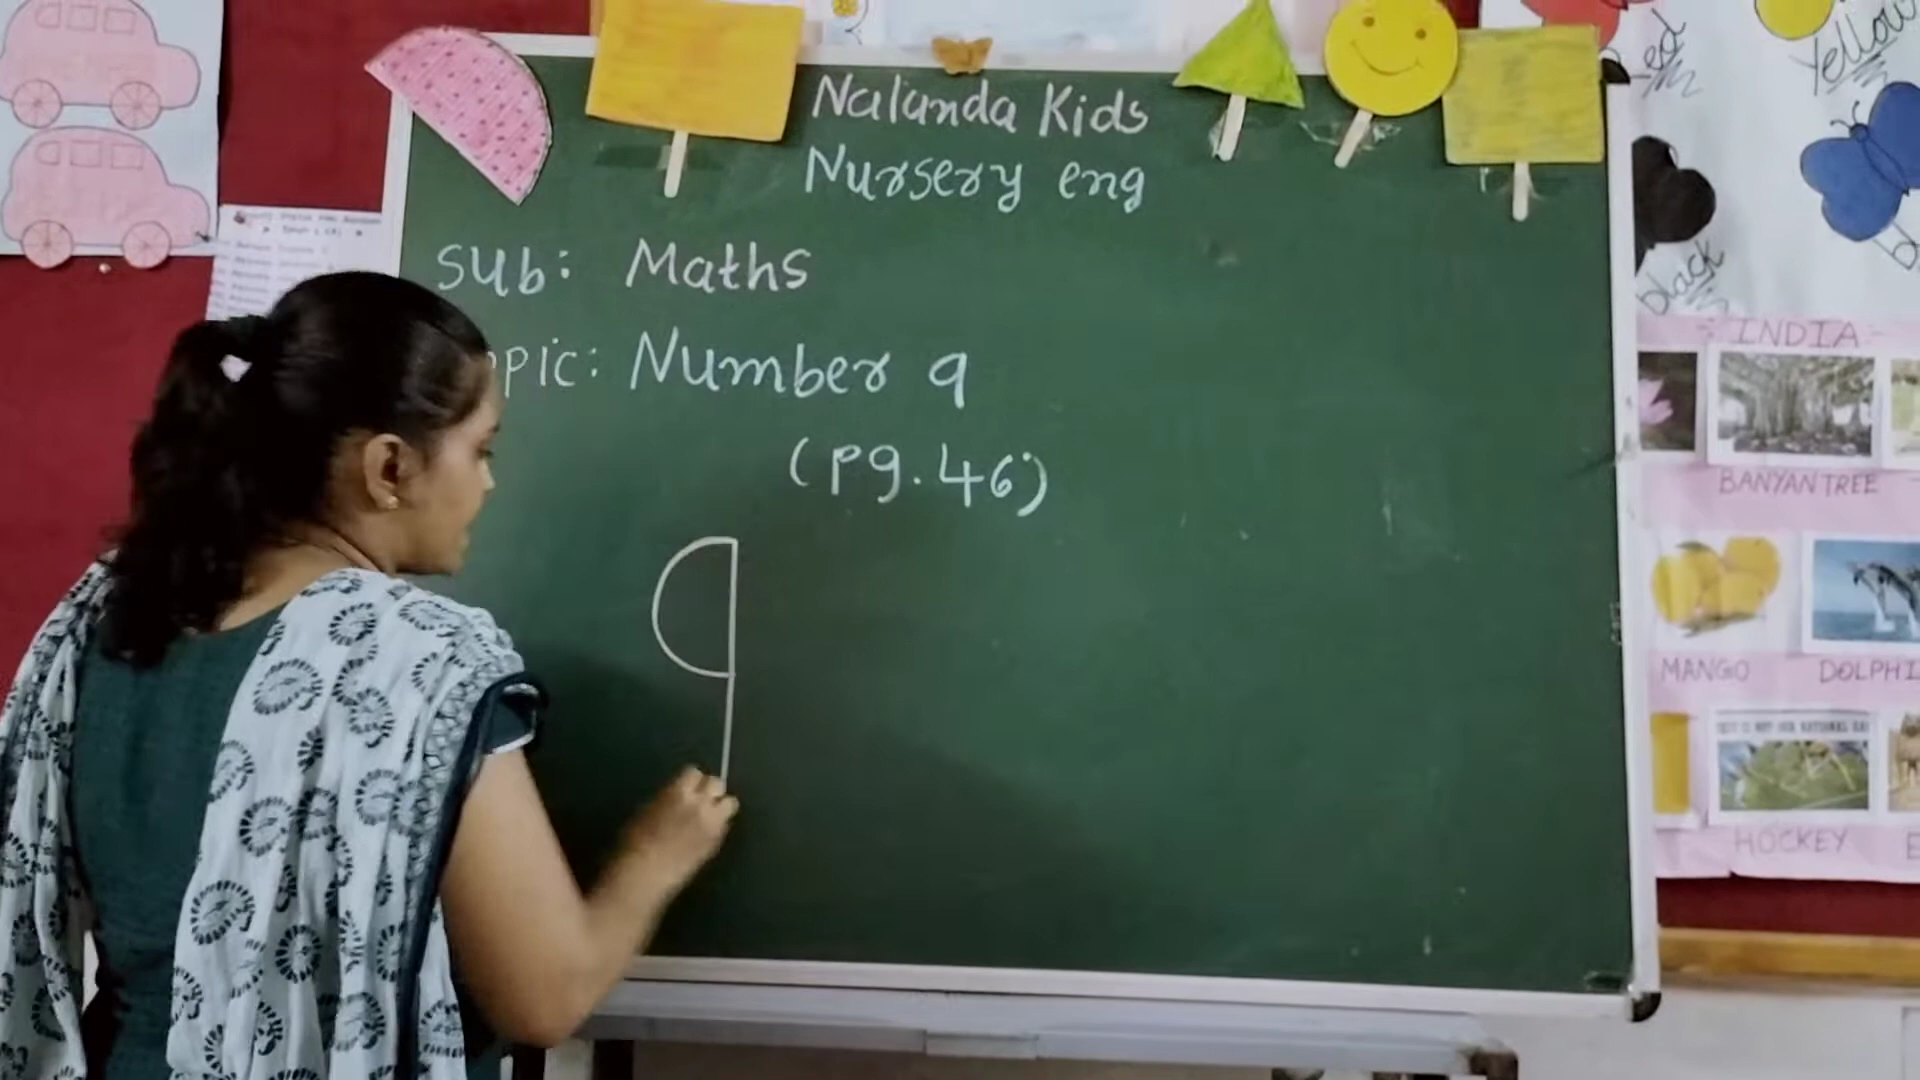 Nalanda Kids
Nursery eng
Sub: Maths
pic: Number 9
(Pg. 46)
9
Red
Yellow
black
INDIA
BANYAN TREE
MANGO
DOLPHI
HOCKEY